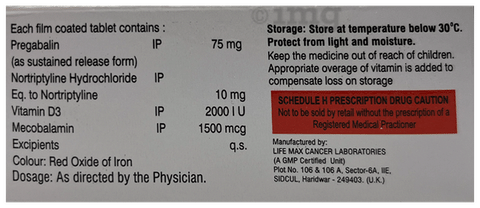 1mg
Each film coated tablet contains :
Pregabalin IP 75 mg
(as sustained release form)
Nortriptyline Hydrochloride IP
Eq. to Nortriptyline 10 mg
Vitamin D3 IP 2000 I U
Mecobalamin IP 1500 mcg
Excipients q.s.
Colour: Red Oxide of Iron
Dosage: As directed by the Physician.
Storage: Store at temperature below 30°C.
Protect from light and moisture.
Keep the medicine out of reach of children.
Appropriate overage of vitamin is added to
compensate loss on storage
SCHEDULE H PRESCRIPTION DRUG CAUTION
Not to be sold by retail without the prescription of a
Registered Medical Practioner
Manufactured by:
LIFE MAX CANCER LABORATORIES
(A GMP Certified Unit)
Plot No. 106 & 106 A, Sector-6A, IIE,
SIDCUL, Haridwar - 249403. (U.K.)